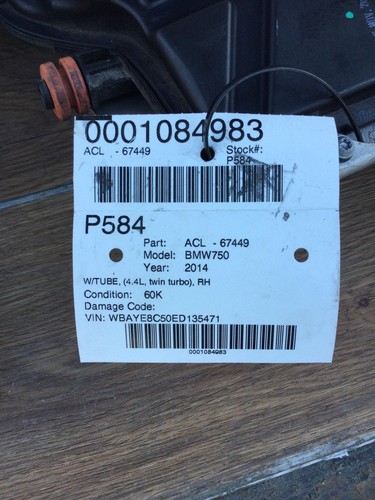 0001084983
ACL - 67449 Stock#:
P584
P584
Part: ACL - 67449
Model: BMW750
Year: 2014
W/TUBE, (4.4L, twin turbo), RH
Condition: 60K
Damage Code:
VIN: WBAYE8C50ED135471
0001084983